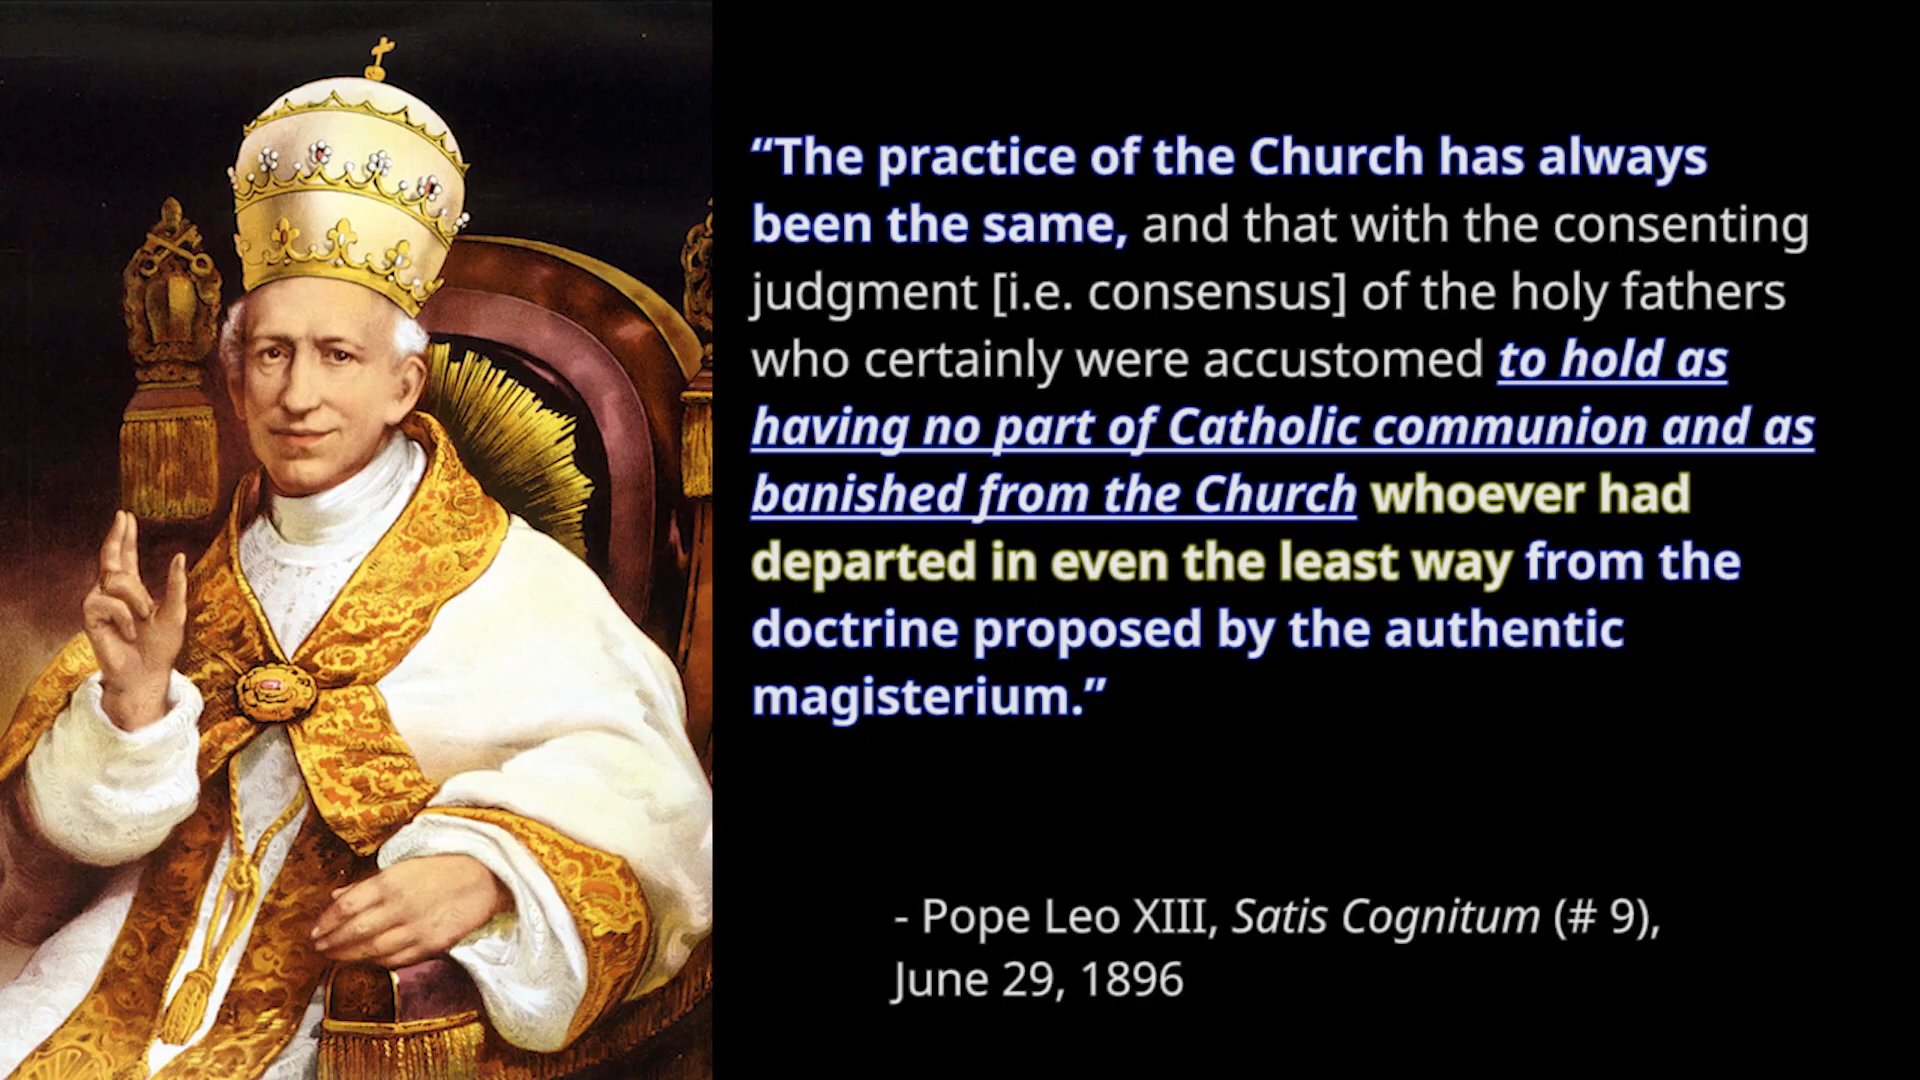 “The practice of the Church has always
been the same, and that with the consenting
judgment [i.e. consensus] of the holy fathers
who certainly were accustomed to hold as
having no part of Catholic communion and as
banished from the Church whoever had
departed in even the least way from the
doctrine proposed by the authentic
magisterium.”
- Pope Leo XIII, Satis Cognitum (# 9),
June 29, 1896